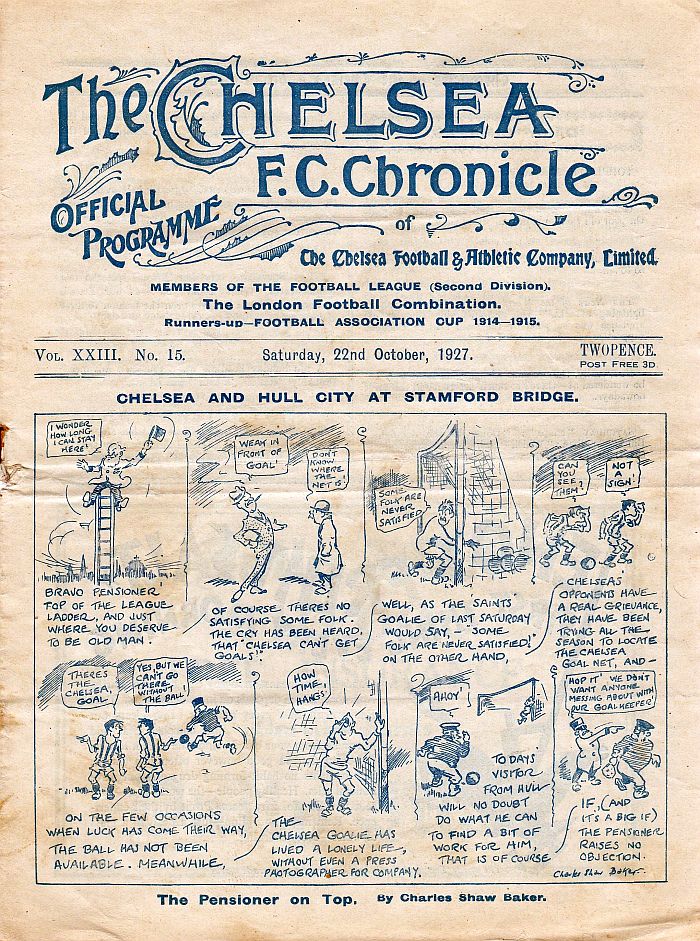 The CHELSEA
F.C. Chronicle
OFFICIAL
PROGRAMME
of
The Chelsea Football & Athletic Company, Limited.
MEMBERS OF THE FOOTBALL LEAGUE (Second Division).
The London Football Combination.
Runners-up—FOOTBALL ASSOCIATION CUP 1914—1915.
VOL. XXIII. No. 15.
Saturday, 22nd October, 1927.
TWOPENCE.
POST FREE 3D.
CHELSEA AND HULL CITY AT STAMFORD BRIDGE.
I WONDER
HOW LONG
I CAN STAY
HERE!
BRAVO PENSIONER
TOP OF THE LEAGUE
LADDER, AND JUST
WHERE YOU DESERVE
TO BE OLD MAN.
WEAK IN
FRONT OF
GOAL'
DON'T
KNOW
WHERE
THE
NET IS!
OF COURSE THERES NO
SATISFYING SOME FOLK.
THE CRY HAS BEEN HEARD,
THAT "CHELSEA CAN'T GET
GOALS'.
SOME
FOLK ARE
NEVER
SATISFIED
WELL, AS THE SAINTS'
GOALIE OF LAST SATURDAY
WOULD SAY,— "SOME
FOLK ARE NEVER SATISFIED!"
ON THE OTHER HAND,
CAN
YOU
SEE
THEM?
NOT
A
SIGN!
CHELSEAS
OPPONENTS HAVE
A REAL GRIEVANCE,
THEY HAVE BEEN
TRYING ALL THE
SEASON TO LOCATE
THE CHELSEA
GOAL NET, AND—
THERES
THE
CHELSEA
GOAL
YES, BUT WE
CAN'T GO
THERE
WITHOUT
THE BALL!
ON THE FEW OCCASIONS
WHEN LUCK HAS COME THEIR WAY,
THE BALL HAS NOT BEEN
AVAILABLE. MEANWHILE,
HOW
TIME
HANGS!
THE
CHELSEA GOALIE HAS
LIVED A LONELY LIFE,
WITHOUT EVEN A PRESS
PHOTOGRAPHER FOR COMPANY.
AHOY!
TO DAYS'
VISITOR
FROM HULL
WILL NO DOUBT
DO WHAT HE CAN
TO FIND A BIT OF
WORK FOR HIM,
THAT IS OF COURSE
'HOP IT' WE DON'T
WANT ANYONE
MESSING ABOUT WITH
OUR GOALKEEPER!
IF, (AND
IT'S A BIG IF)
THE PENSIONER
RAISES NO
OBJECTION.
Charles Shaw Baker.
The Pensioner on Top. By Charles Shaw Baker.